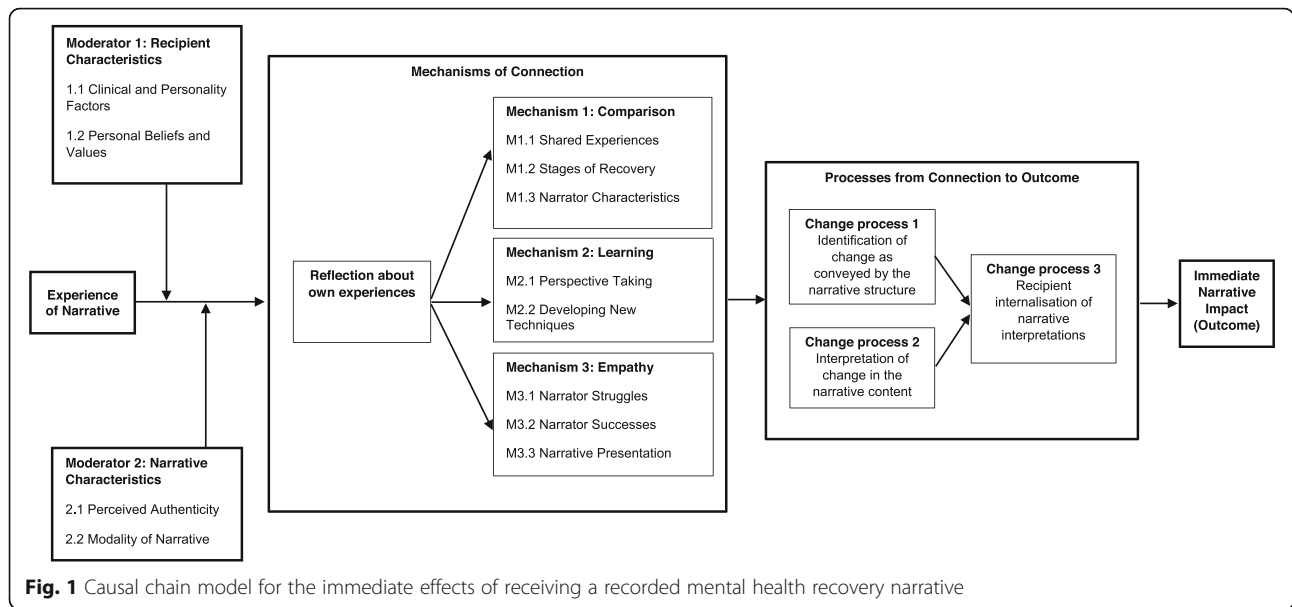 Moderator 1: Recipient
Characteristics
1.1 Clinical and Personality
Factors
1.2 Personal Beliefs and
Values
Experience
of Narrative
Moderator 2: Narrative
Characteristics
2.1 Perceived Authenticity
2.2 Modality of Narrative
Mechanisms of Connection
Reflection about
own experiences
Mechanism 1: Comparison
M1.1 Shared Experiences
M1.2 Stages of Recovery
M1.3 Narrator Characteristics
Mechanism 2: Learning
M2.1 Perspective Taking
M2.2 Developing New
Techniques
Mechanism 3: Empathy
M3.1 Narrator Struggles
M3.2 Narrator Successes
M3.3 Narrative Presentation
Processes from Connection to Outcome
Change process 1
Identification of
change as
conveyed by the
narrative structure
Change process 2
Interpretation of
change in the
narrative content
Change process 3
Recipient
internalisation of
narrative
interpretations
Immediate
Narrative
Impact
(Outcome)
Fig. 1 Causal chain model for the immediate effects of receiving a recorded mental health recovery narrative